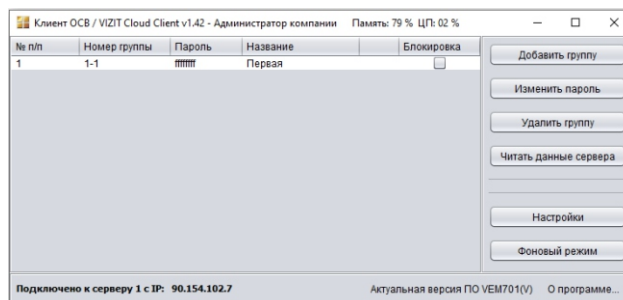 Клиент ОСВ / VIZIT Cloud Client v1.42 - Администратор компании Память: 79 % ЦП: 02 %
№ п/п Номер группы Пароль Название Блокировка
1 1-1 ffffffff Первая
Добавить группу
Изменить пароль
Удалить группу
Читать данные сервера
Настройки
Фоновый режим
Подключено к серверу 1 с IP: 90.154.102.7 Актуальная версия ПО VEM701(V) О программе...